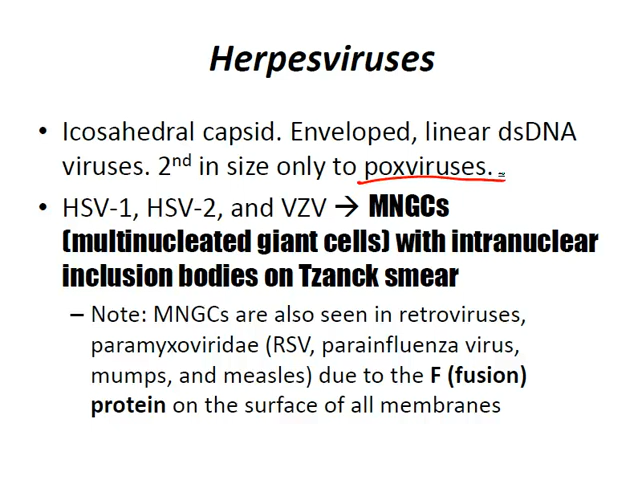 Herpesviruses
• Icosahedral capsid. Enveloped, linear dsDNA
viruses. 2nd in size only to poxviruses.
• HSV-1, HSV-2, and VZV → MNGCs
(multinucleated giant cells) with intranuclear
inclusion bodies on Tzanck smear
– Note: MNGCs are also seen in retroviruses,
paramyxoviridae (RSV, parainfluenza virus,
mumps, and measles) due to the F (fusion)
protein on the surface of all membranes